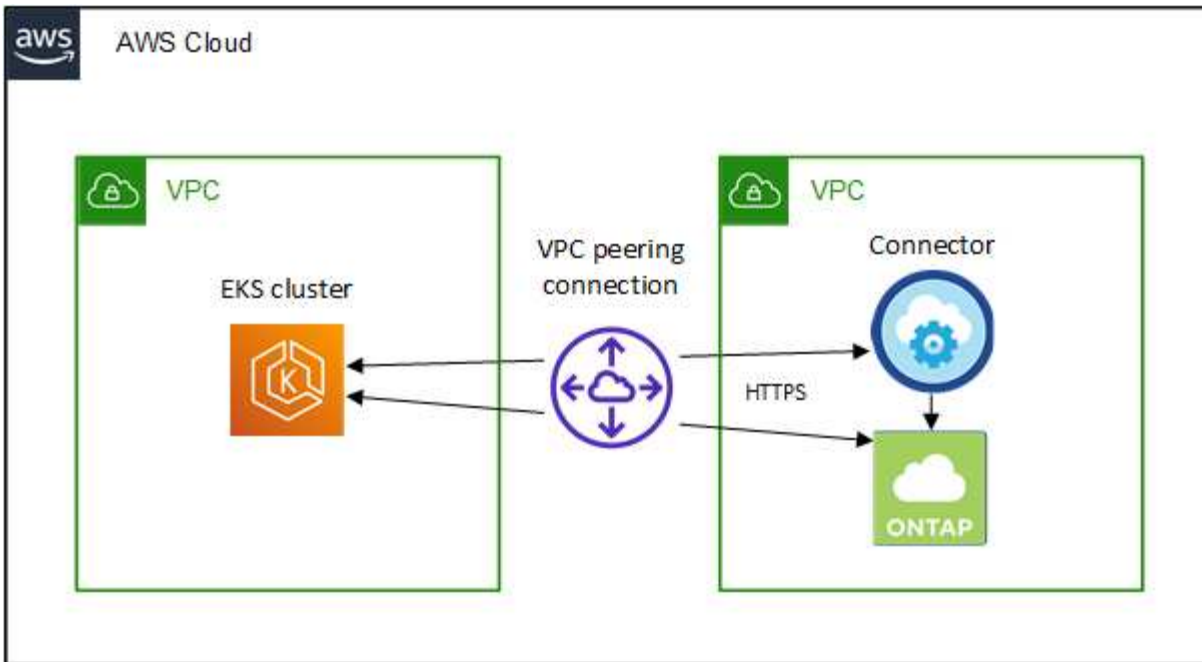 aws
AWS Cloud
VPC
VPC
Connector
VPC peering
connection
EKS cluster
K
HTTPS
ONTAP